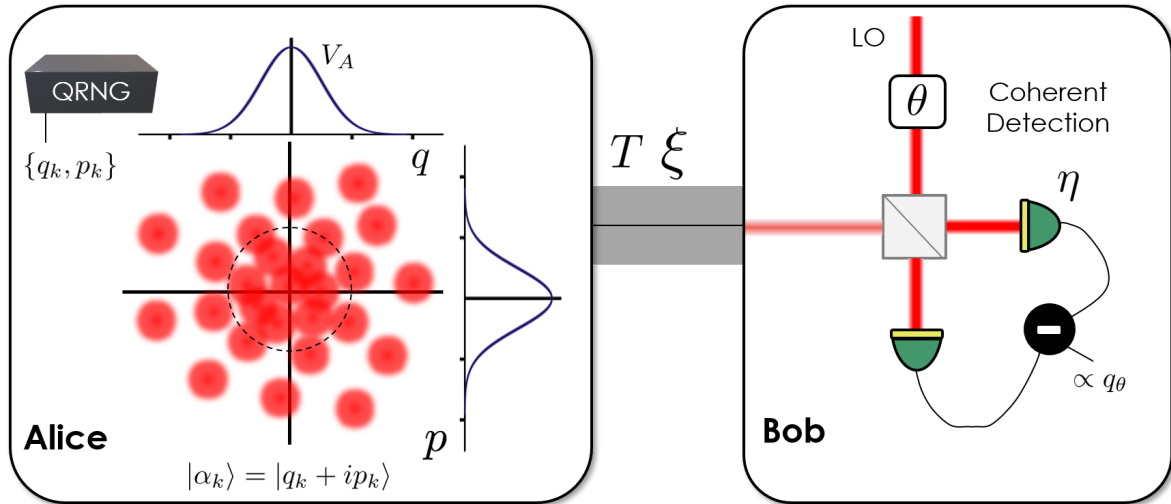 QRNG
{q_k, p_k}
V_A
q
p
Alice
|α_k⟩ = |q_k + ip_k⟩
T ξ
LO
θ
Coherent
Detection
η
−
∝ q_θ
Bob